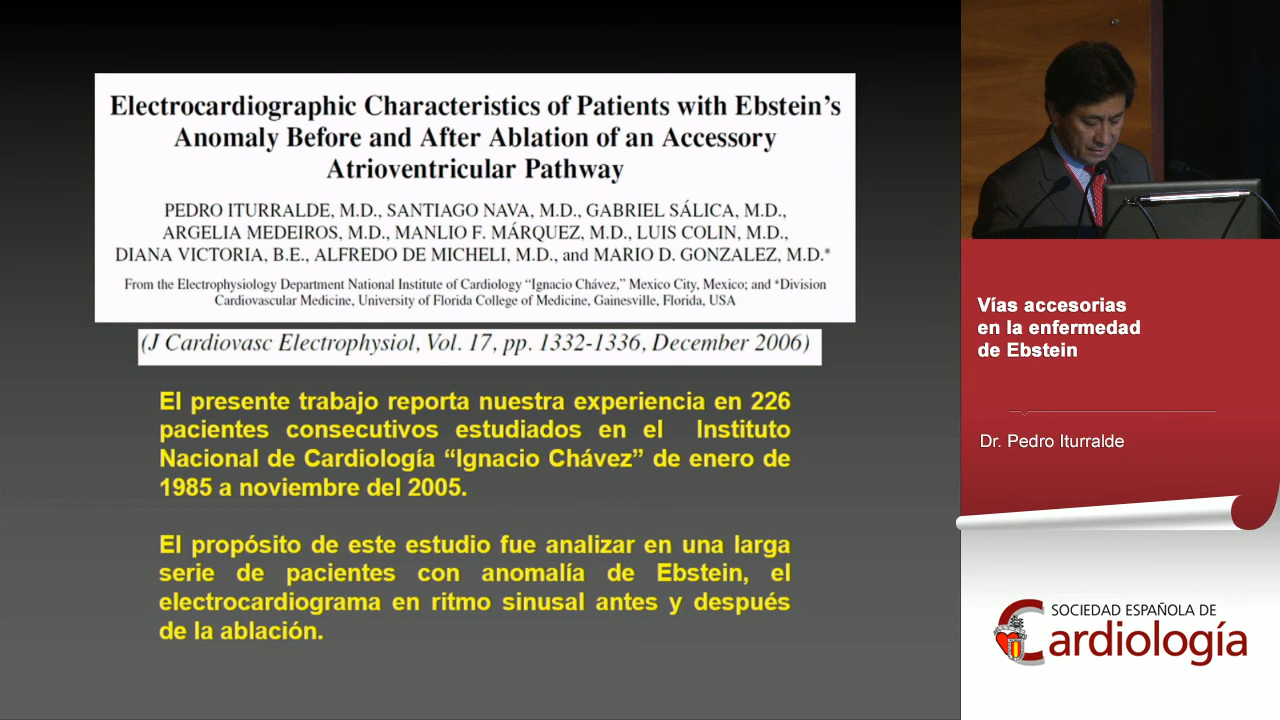 Electrocardiographic Characteristics of Patients with Ebstein's
Anomaly Before and After Ablation of an Accessory
Atrioventricular Pathway
PEDRO ITURRALDE, M.D., SANTIAGO NAVA, M.D., GABRIEL SÁLICA, M.D.,
ARGELIA MEDEIROS, M.D., MANLIO F. MÁRQUEZ, M.D., LUIS COLIN, M.D.,
DIANA VICTORIA, B.E., ALFREDO DE MICHELI, M.D., and MARIO D. GONZALEZ, M.D.*
From the Electrophysiology Department National Institute of Cardiology "Ignacio Chávez," Mexico City, Mexico; and *Division
Cardiovascular Medicine, University of Florida College of Medicine, Gainesville, Florida, USA
(J Cardiovasc Electrophysiol, Vol. 17, pp. 1332-1336, December 2006)
El presente trabajo reporta nuestra experiencia en 226
pacientes consecutivos estudiados en el Instituto
Nacional de Cardiología “Ignacio Chávez” de enero de
1985 a noviembre del 2005.
El propósito de este estudio fue analizar en una larga
serie de pacientes con anomalía de Ebstein, el
electrocardiograma en ritmo sinusal antes y después
de la ablación.
Vías accesorias
en la enfermedad
de Ebstein
Dr. Pedro Iturralde
SOCIEDAD ESPAÑOLA DE
Cardiología